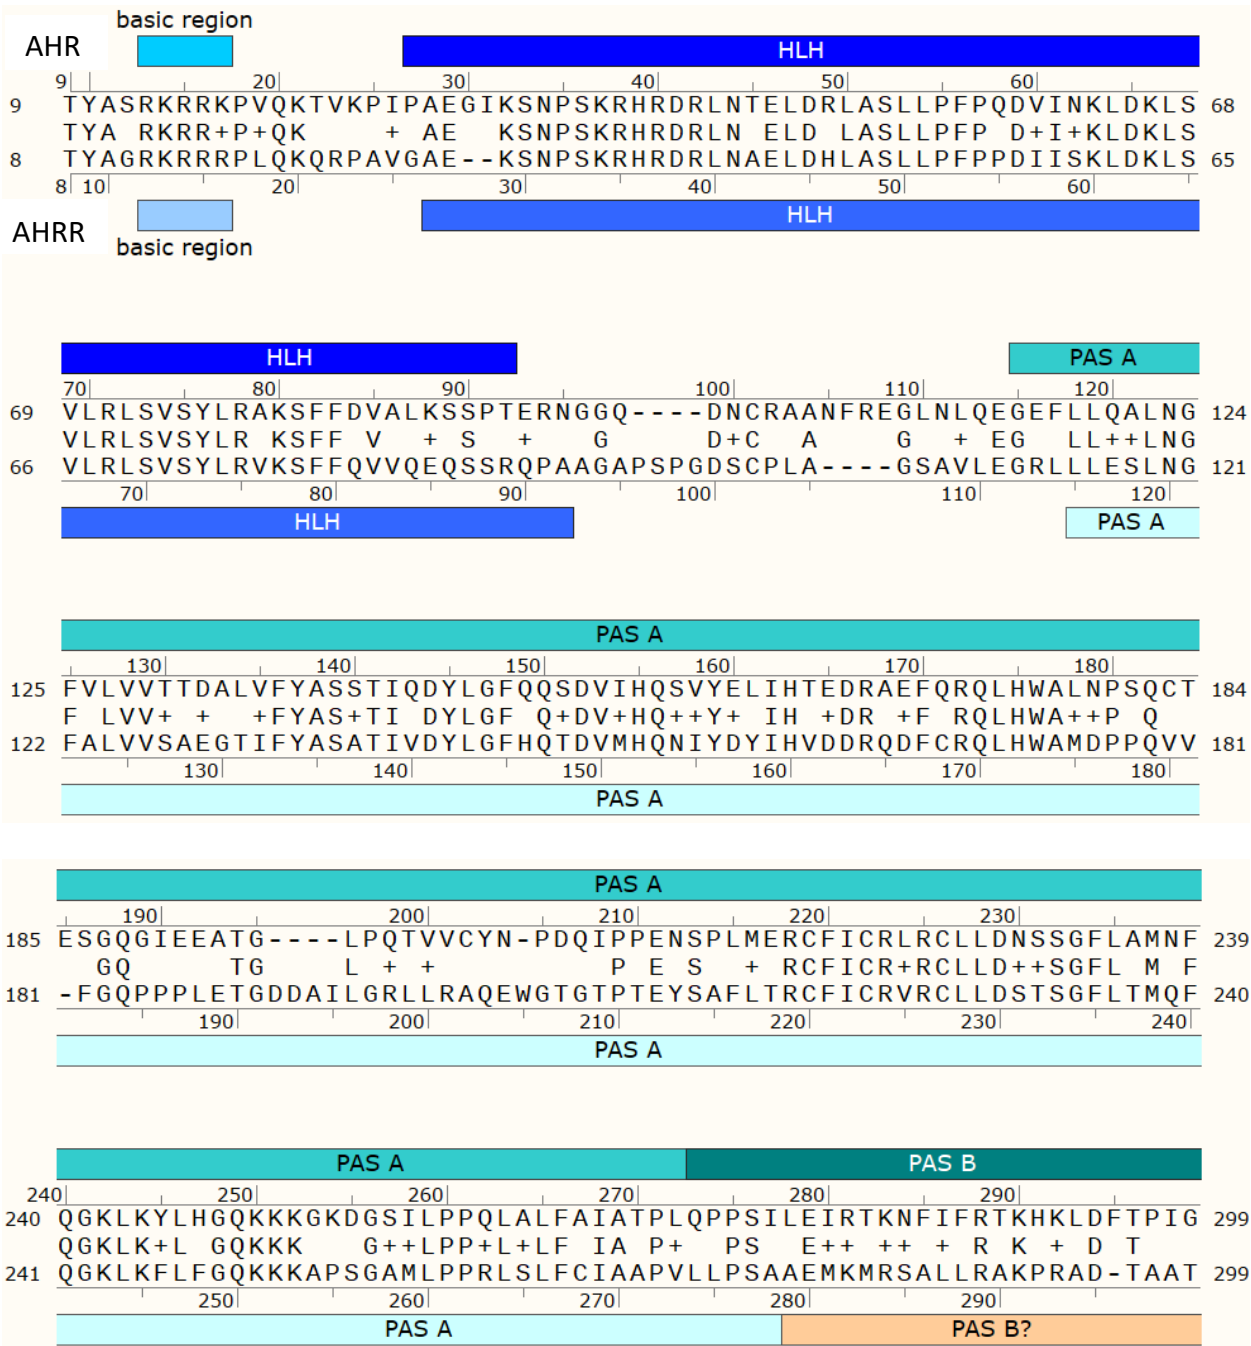 basic region
AHR
HLH
9 20 30 40 50 60
9 TYASRKRRKPVQKTVKPIPAEGIKSNPSKRHRDRLNTELDRLASLLPFPQDVINKLDKLS 68
TYA RKRR+P+QK + AE KSNPSKRHRDRLN ELD LASLLPFP D+I+KLDKLS
8 TYAGRKRRRPLQKQRPAVGAE--KSNPSKRHRDRLNAELDHLASLLPFPPDIISKLDKLS 65
8 10 20 30 40 50 60
HLH
AHRR
basic region
HLH PAS A
70 80 90 100 110 120
69 VLRLSVSYLRAKSFFDVALKSSPTERNGGQ----DNCRAANFREGLNLQEGEFLLQALNG 124
VLRLSVSYLR KSFF V + S + G D+C A G + EG LL++LNG
66 VLRLSVSYLRVKSFFQVVQEQSSRQPAAGAPSPGDSCPLA----GSAVLEGRLLLESLNG 121
70 80 90 100 110 120
HLH PAS A
PAS A
130 140 150 160 170 180
125 FVLVVTTDALVFYASSTIQDYLGFQQSDVIHQSVYELIHTEDRAEFQRQLHWALNPSQCT 184
F LVV+ + +FYAS+TI DYLGF Q+DV+HQ++Y+ IH +DR +F RQLHWA++P Q
122 FALVVSAEGTIFYASATIVDYLGFHQTDVMHQNIYDYIHVDDRQDFCRQLHWAMDPPQVV 181
130 140 150 160 170 180
PAS A
PAS A
190 200 210 220 230
185 ESGQGIEEATG----LPQTVVCYN-PDQIPPENSPLMERCFICRLRCLLDNSSGFLAMNF 239
GQ TG L + + P E S + RCFICR+RCLLD++SGFL M F
181 -FGQPPPLETGDDAILGRLLRAQEWGTGTPTEYSAFLTRCFICRVRCLLDSTSGFLTMQF 240
190 200 210 220 230 240
PAS A
PAS A PAS B
240 250 260 270 280 290
240 QGKLKYLHGQKKKGKDGSILPPQLALFAIATPLQPPSILEIRTKNFIFRTKHKLDFTPIG 299
QGKLK+L GQKKK G++LPP+L+LF IA P+ PS E++ ++ + R K + D T
241 QGKLKFLFGQKKKAPSGAMLPPRLSLFCIAAPVLLPSAAEMKMRSALLRAKPRAD-TAAT 299
250 260 270 280 290
PAS A PAS B?